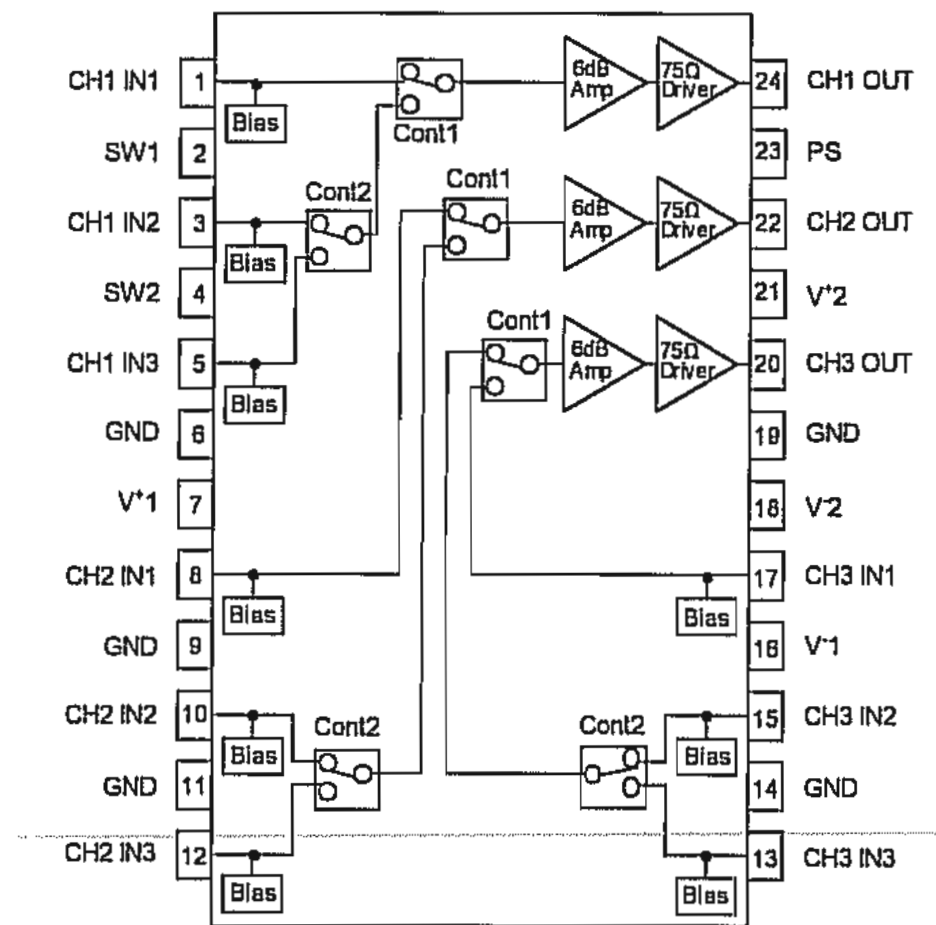 CH1 IN1 1
Bias
SW1 2
CH1 IN2 3
Bias
SW2 4
CH1 IN3 5
Bias
GND 6
V+1 7
CH2 IN1 8
Bias
GND 9
CH2 IN2 10
Bias
GND 11
CH2 IN3 12
Bias
Cont1
Cont2
Cont1
Cont1
Cont2
Cont2
6dB Amp
75Ω Driver
6dB Amp
75Ω Driver
6dB Amp
75Ω Driver
24 CH1 OUT
23 PS
22 CH2 OUT
21 V+2
20 CH3 OUT
19 GND
18 V-2
17 CH3 IN1
Bias
16 V-1
15 CH3 IN2
Bias
14 GND
13 CH3 IN3
Bias